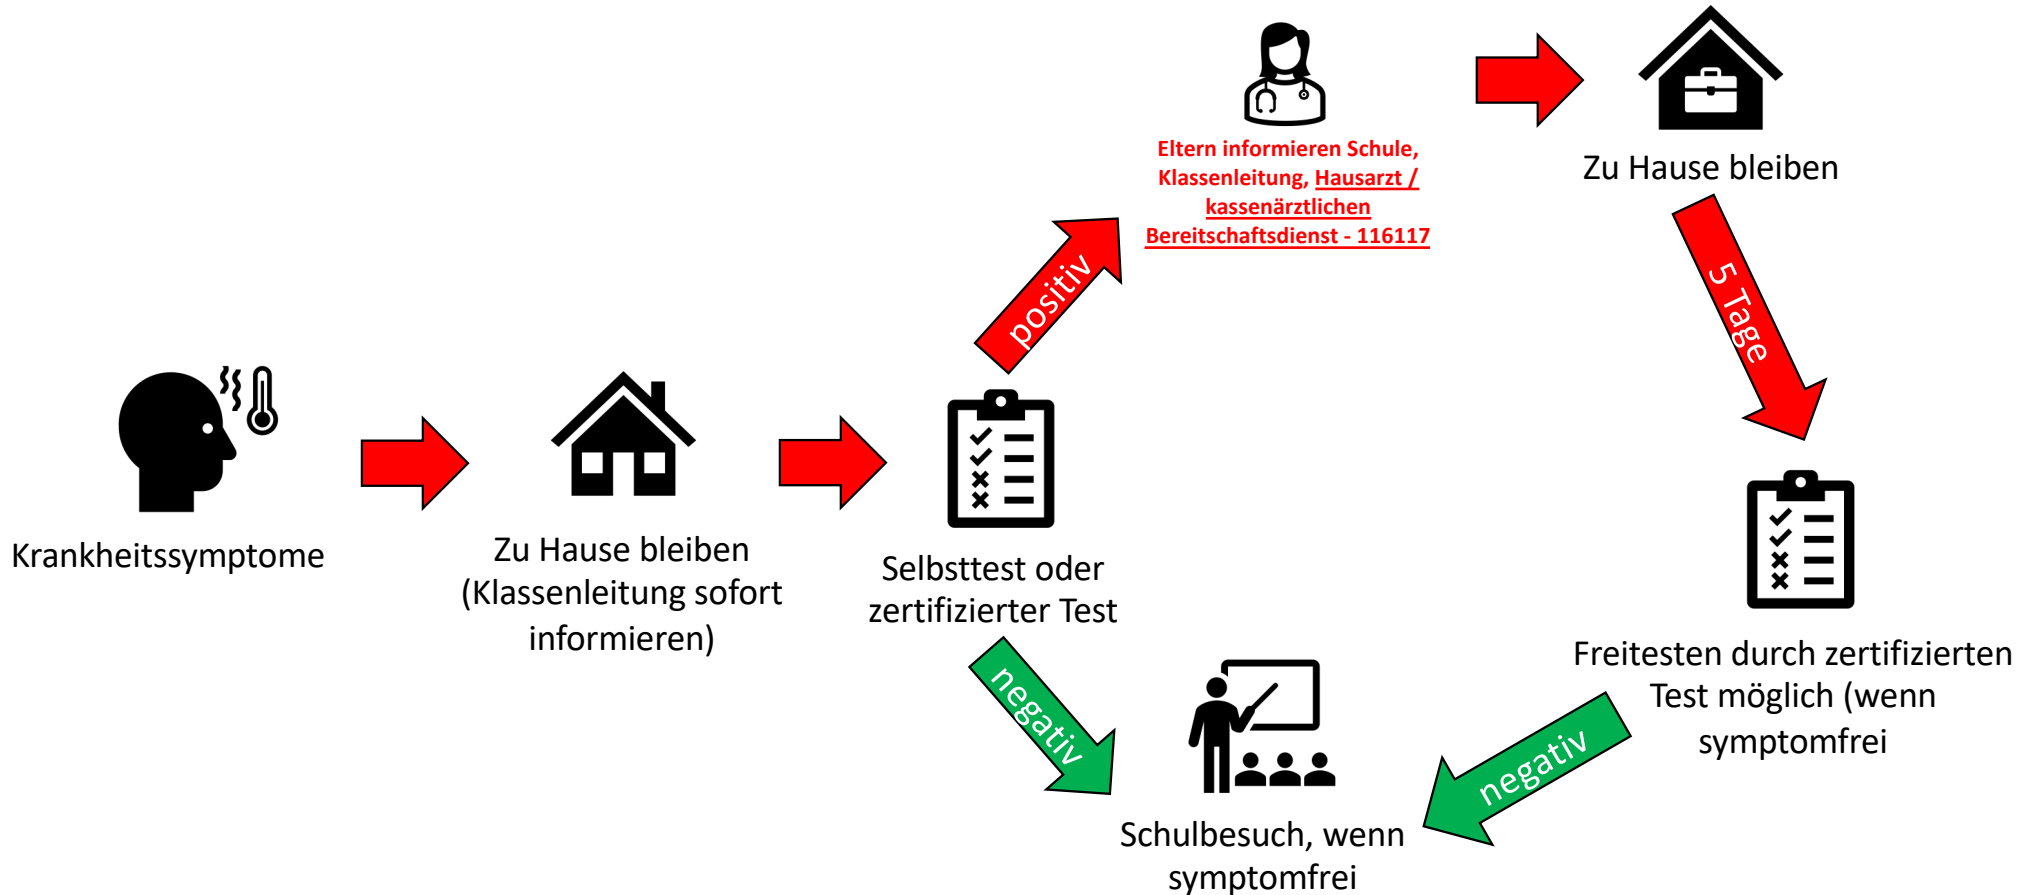 Krankheitssymptome
Zu Hause bleiben
(Klassenleitung sofort
informieren)
Selbsttest oder
zertifizierter Test
positiv
Eltern informieren Schule,
Klassenleitung, Hausarzt /
kassenärztlichen
Bereitschaftsdienst - 116117
Zu Hause bleiben
5 Tage
Freitesten durch zertifizierten
Test möglich (wenn
symptomfrei
negativ
negativ
Schulbesuch, wenn
symptomfrei